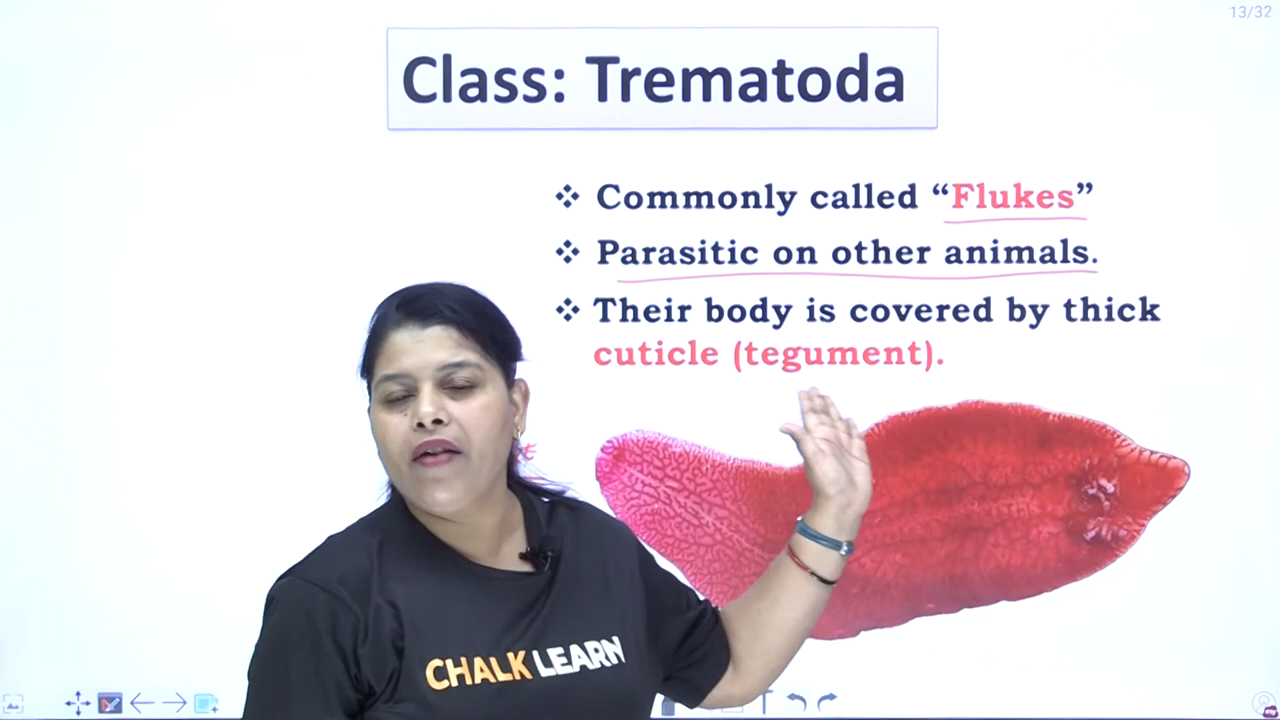 13/32
Class: Trematoda
❖ Commonly called “Flukes”
❖ Parasitic on other animals.
❖ Their body is covered by thick
cuticle (tegument).
CHALK LEARN